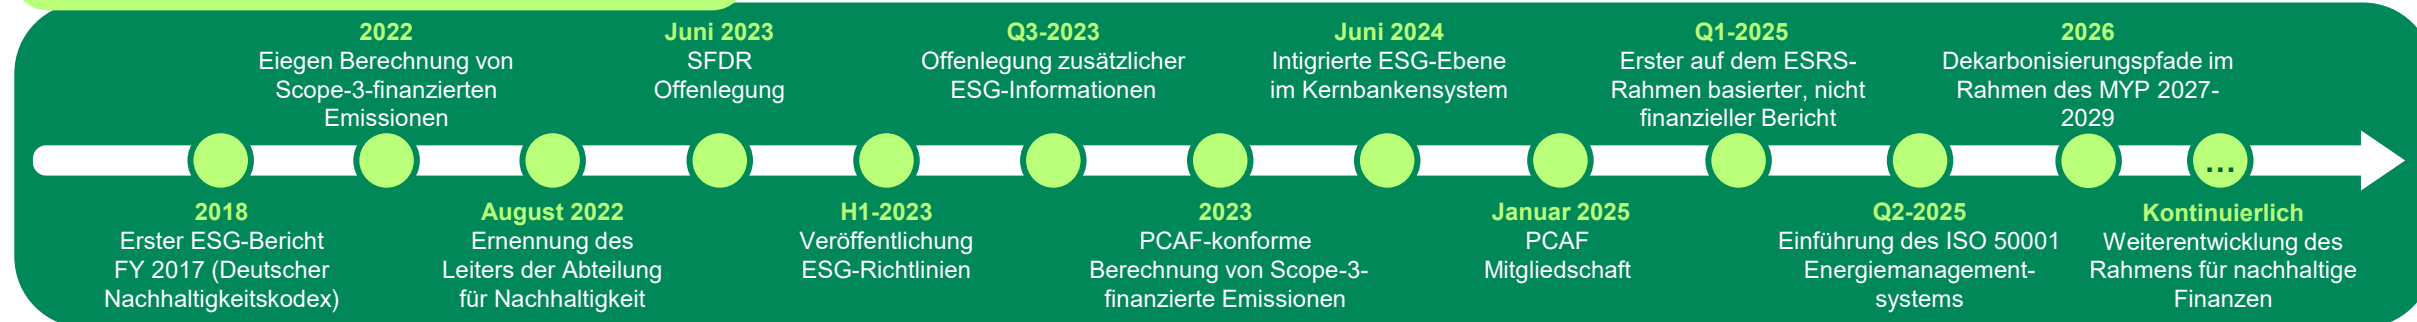 2022
Eiegen Berechnung von
Scope-3-finanzierten
Emissionen
Juni 2023
SFDR
Offenlegung
Q3-2023
Offenlegung zusätzlicher
ESG-Informationen
Juni 2024
Intigrierte ESG-Ebene
im Kernbankensystem
Q1-2025
Erster auf dem ESRS-
Rahmen basierter, nicht
finanzieller Bericht
2026
Dekarbonisierungspfade im
Rahmen des MYP 2027-
2029
...
2018
Erster ESG-Bericht
FY 2017 (Deutscher
Nachhaltigkeitskodex)
August 2022
Ernennung des
Leiters der Abteilung
für Nachhaltigkeit
H1-2023
Veröffentlichung
ESG-Richtlinien
2023
PCAF-konforme
Berechnung von Scope-3-
finanzierte Emissionen
Januar 2025
PCAF
Mitgliedschaft
Q2-2025
Einführung des ISO 50001
Energiemanagement-
systems
Kontinuierlich
Weiterentwicklung des
Rahmens für nachhaltige
Finanzen